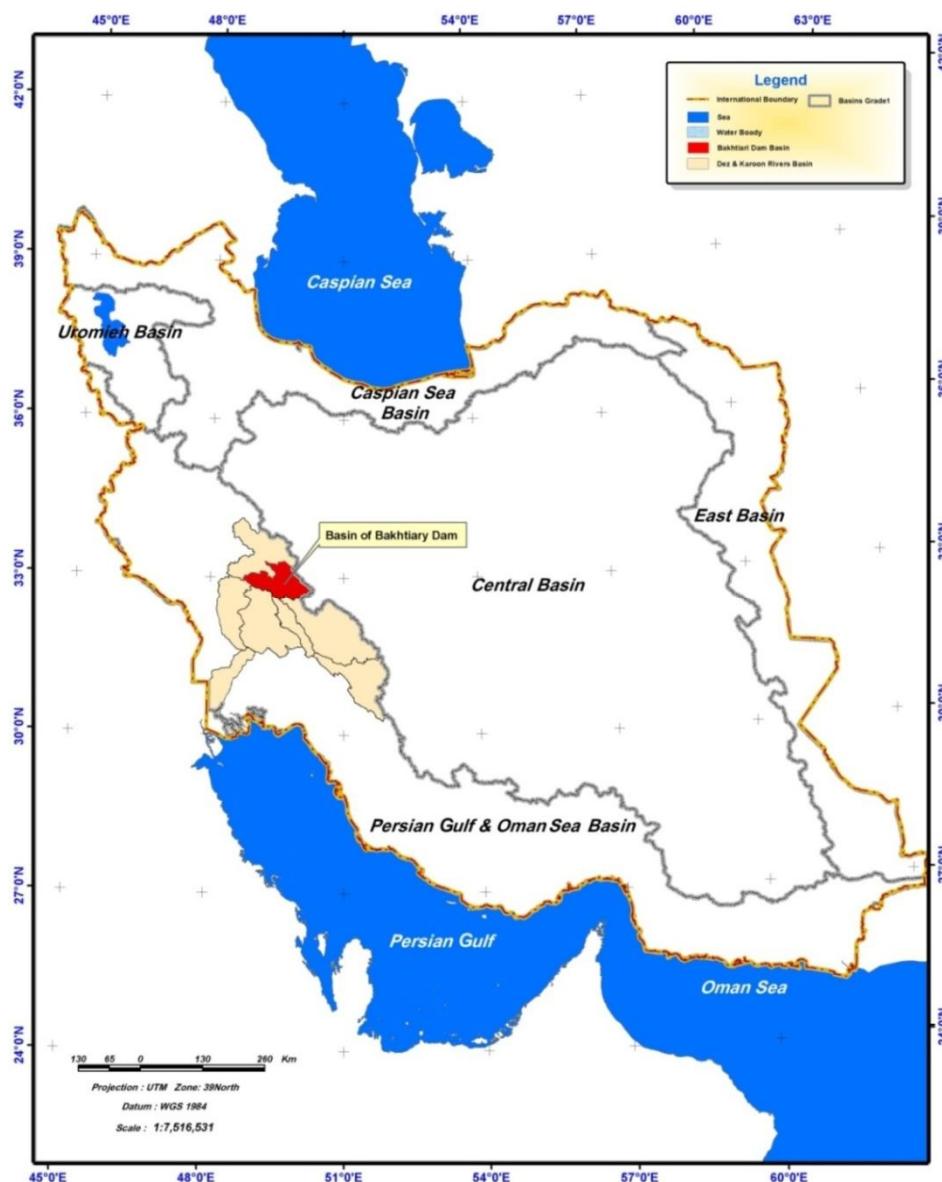 45°0'E 48°0'E 54°0'E 57°0'E 60°0'E 63°0'E
42°0'N
Legend
International Boundary Basins Grade1
Sea
Water Boady
Bakhtiari Dam Basin
Dez & Karoon Rivers Basin
39°0'N
Caspian Sea
Uromieh Basin
Caspian Sea
Basin
36°0'N
East Basin
Basin of Bakhtiary Dam
33°0'N
Central Basin
30°0'N
Persian Gulf & Oman Sea Basin
27°0'N 27°0'N
Persian Gulf
Oman Sea
24°0'N 24°0'N
130 65 0 130 260 Km
Projection : UTM Zone: 39North
Datum : WGS 1984
Scale : 1:7,516,531
45°0'E 48°0'E 51°0'E 54°0'E 57°0'E 60°0'E